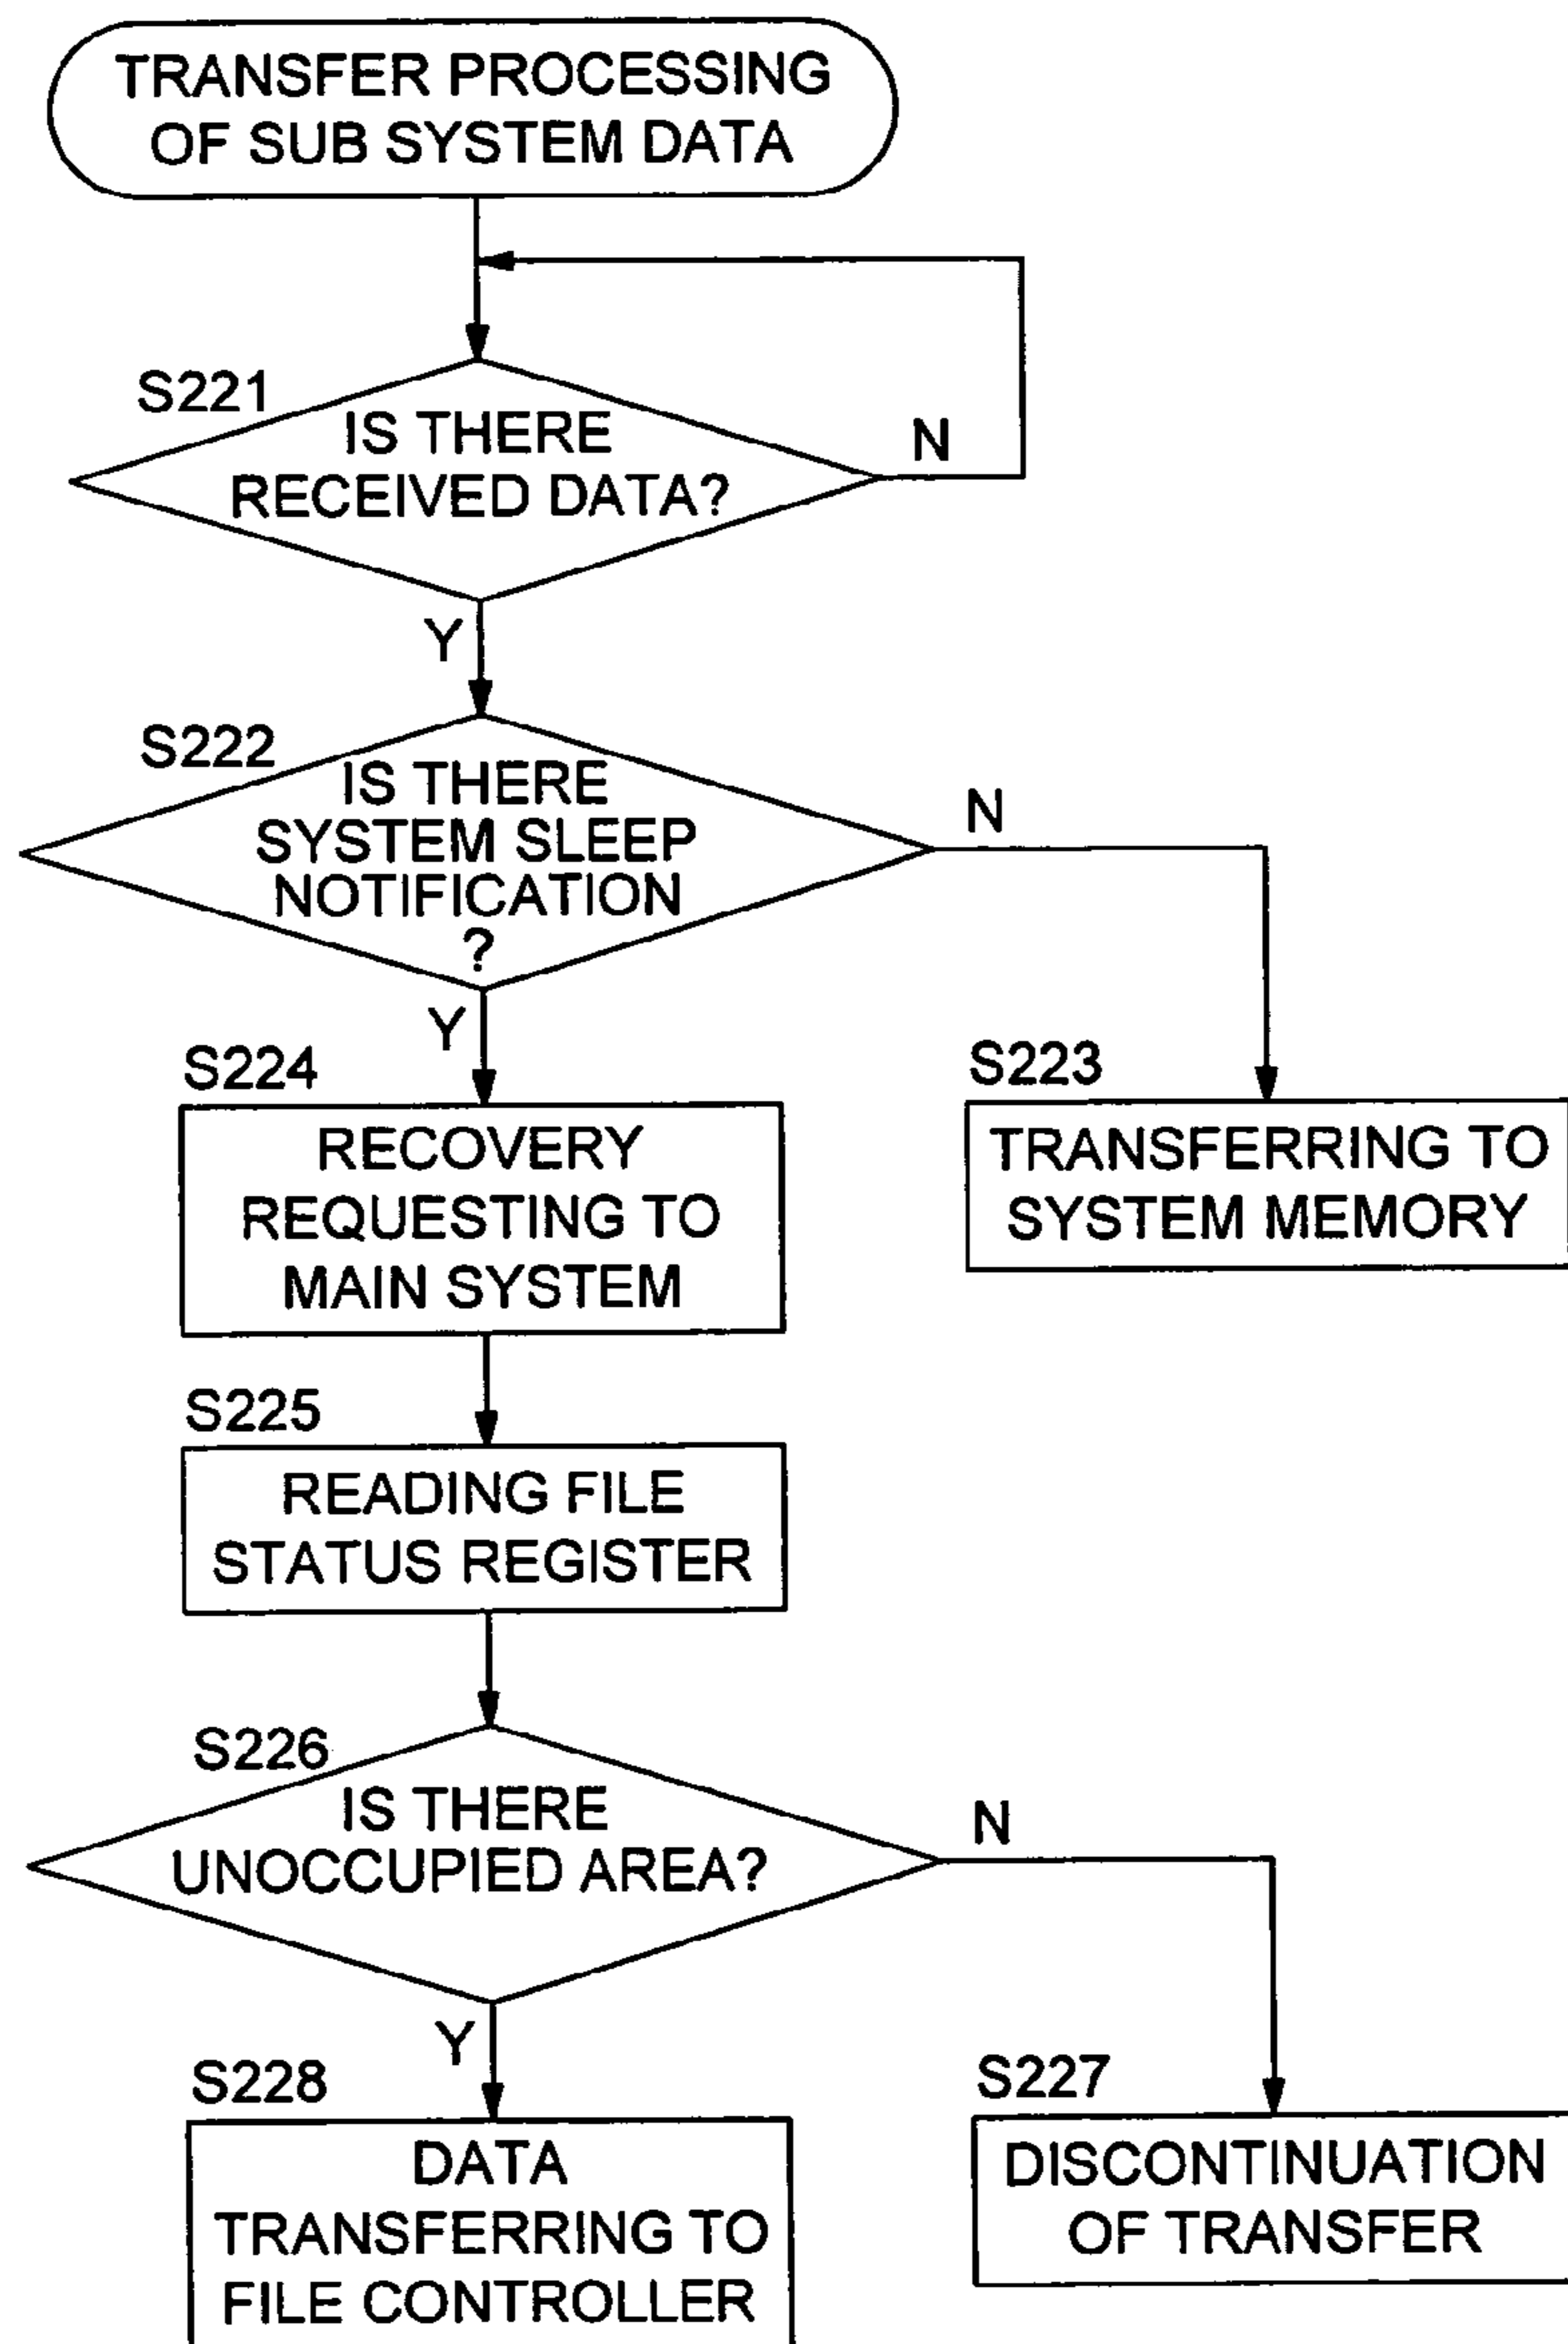 TRANSFER PROCESSING
OF SUB SYSTEM DATA
S221
IS THERE
RECEIVED DATA?
N
Y
S222
IS THERE
SYSTEM SLEEP
NOTIFICATION
?
N
Y
S224
RECOVERY
REQUESTING TO
MAIN SYSTEM
S223
TRANSFERRING TO
SYSTEM MEMORY
S225
READING FILE
STATUS REGISTER
S226
IS THERE
UNOCCUPIED AREA?
N
Y
S228
DATA
TRANSFERRING TO
FILE CONTROLLER
S227
DISCONTINUATION
OF TRANSFER